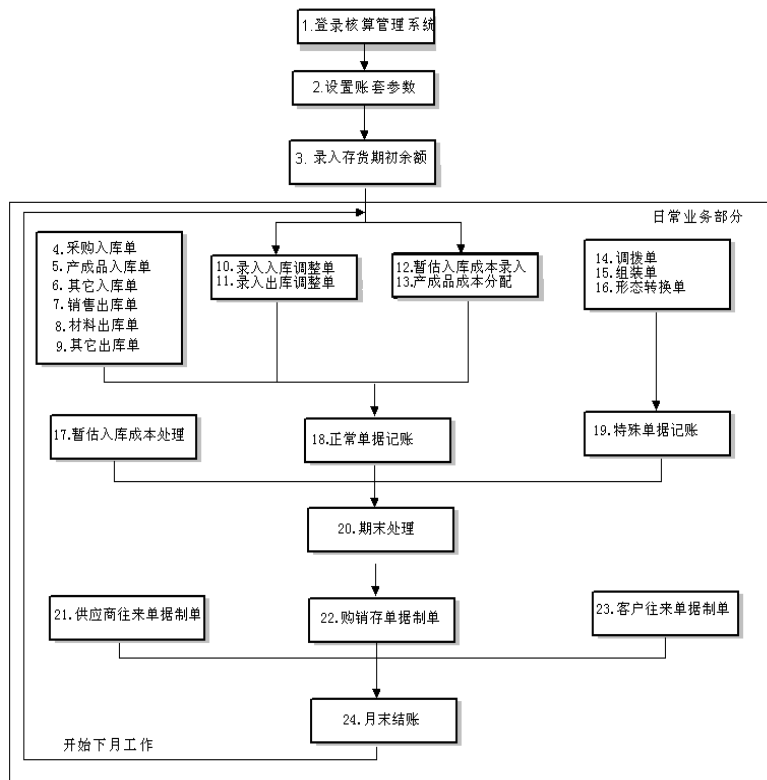 1.登录核算管理系统
2.设置账套参数
3. 录入存货期初余额
日常业务部分
4.采购入库单
5.产成品入库单
6.其它入库单
7.销售出库单
8.材料出库单
9.其它出库单
10.录入入库调整单
11.录入出库调整单
12.暂估入库成本录入
13.产成品成本分配
14.调拨单
15.组装单
16.形态转换单
17.暂估入库成本处理
18.正常单据记账
19.特殊单据记账
20.期末处理
21.供应商往来单据制单
22.购销存单据制单
23.客户往来单据制单
24.月末结账
开始下月工作